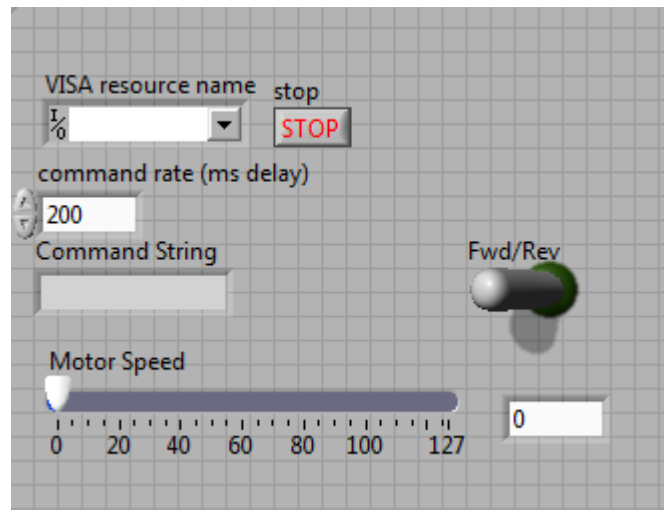 VISA resource name
stop
I/O
STOP
command rate (ms delay)
200
Command String
Fwd/Rev
Motor Speed
0
0 20 40 60 80 100 127